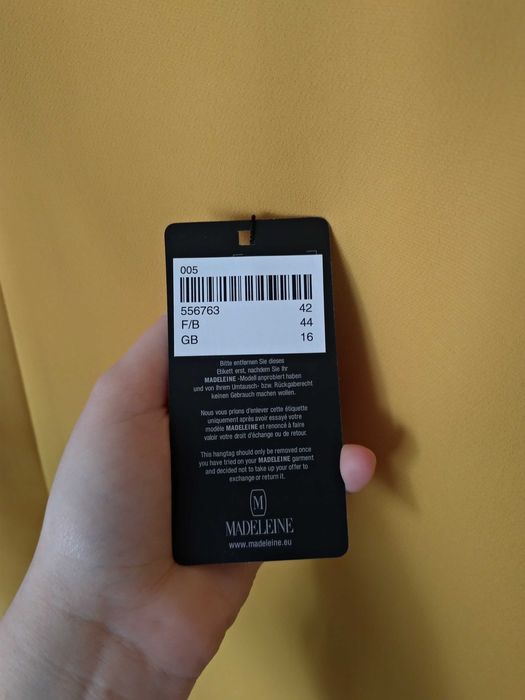 005
556763 42
F/B 44
GB 16
Bitte entfernen Sie dieses
Etikett erst, nachdem Sie Ihr
MADELEINE -Modell anprobiert haben
und von Ihrem Umtausch- bzw. Rückgaberecht
keinen Gebrauch machen wollen.
Nous vous prions d'enlever cette étiquette
uniquement après avoir essayé votre
modèle MADELEINE et renoncé à faire
valoir votre droit d'échange ou de retour.
This hangtag should only be removed once
you have tried on your MADELEINE garment
and decided not to take up your offer to
exchange or return it.
M
MADELEINE
www.madeleine.eu